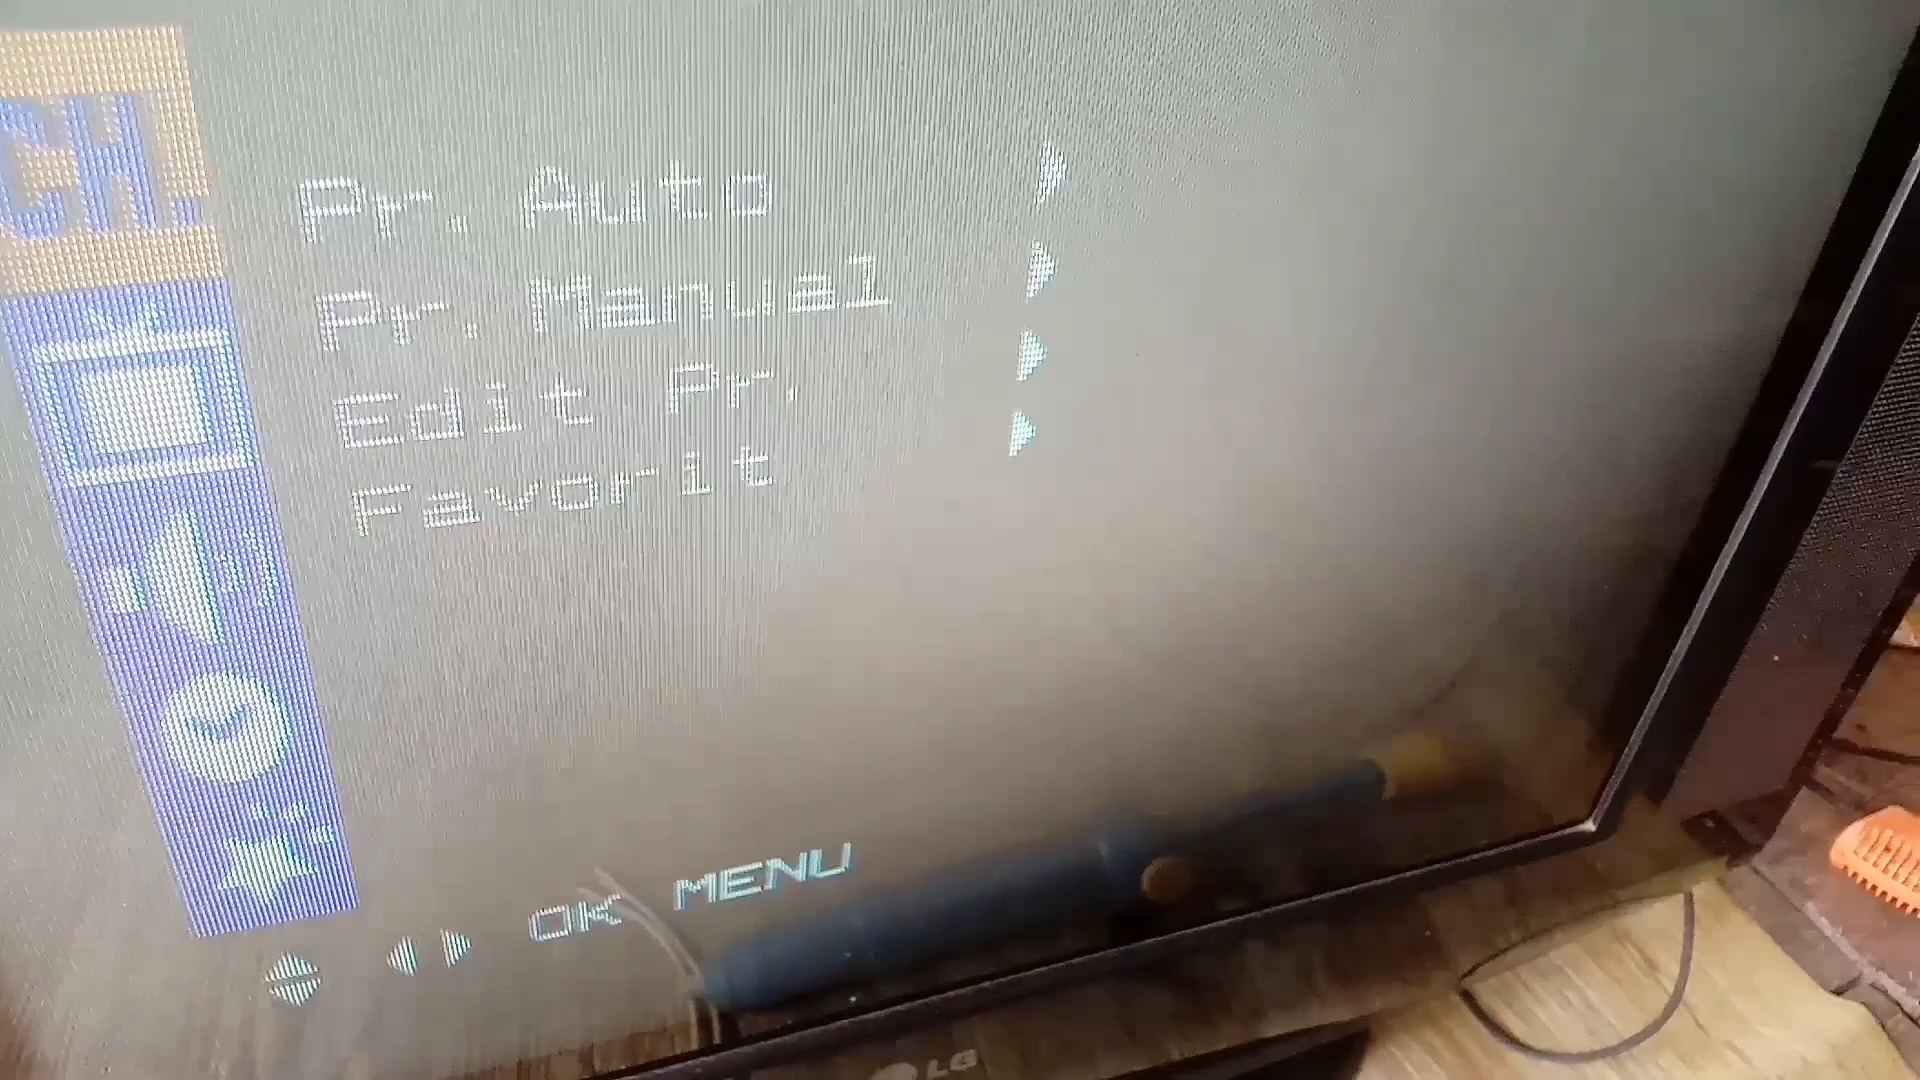 CH.
Pr. Auto
Pr. Manual
Edit Pr.
Favorit
OK MENU
LG